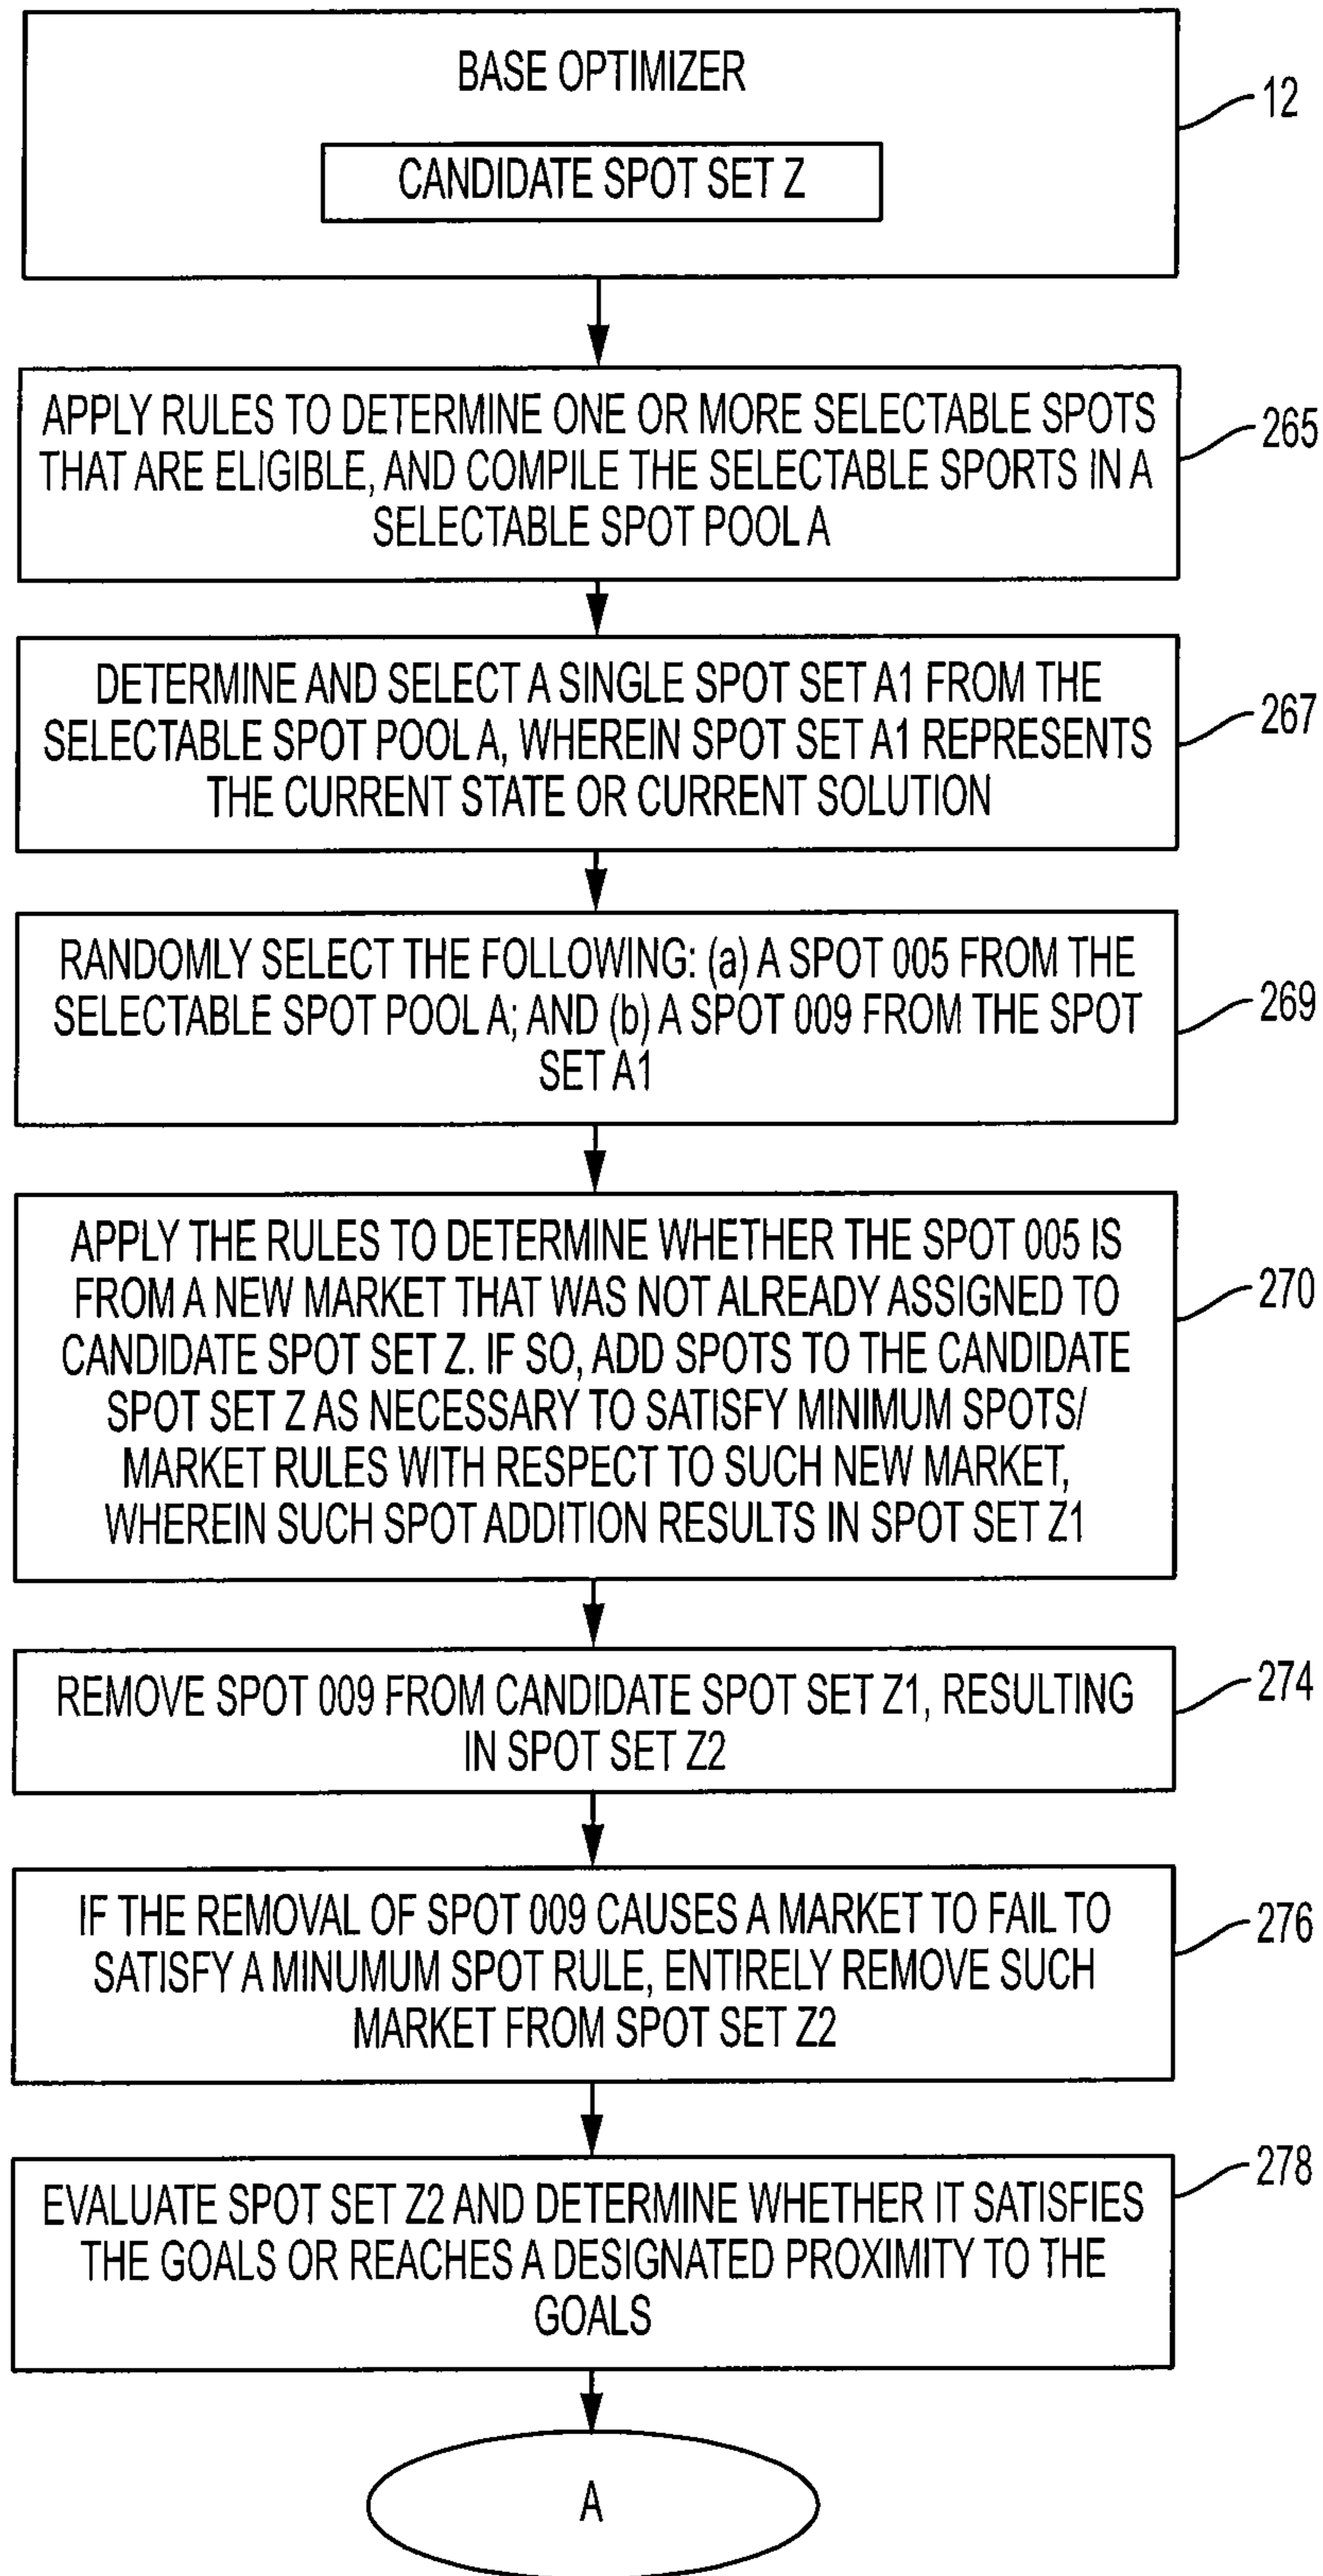 BASE OPTIMIZER
12
CANDIDATE SPOT SET Z
APPLY RULES TO DETERMINE ONE OR MORE SELECTABLE SPOTS
265
THAT ARE ELIGIBLE, AND COMPILE THE SELECTABLE SPORTS IN A
SELECTABLE SPOT POOL A
DETERMINE AND SELECT A SINGLE SPOT SET A1 FROM THE
267
SELECTABLE SPOT POOL A, WHEREIN SPOT SET A1 REPRESENTS
THE CURRENT STATE OR CURRENT SOLUTION
RANDOMLY SELECT THE FOLLOWING: (a) A SPOT 005 FROM THE
269
SELECTABLE SPOT POOL A; AND (b) A SPOT 009 FROM THE SPOT
SET A1
APPLY THE RULES TO DETERMINE WHETHER THE SPOT 005 IS
270
FROM A NEW MARKET THAT WAS NOT ALREADY ASSIGNED TO
CANDIDATE SPOT SET Z. IF SO, ADD SPOTS TO THE CANDIDATE
SPOT SET Z AS NECESSARY TO SATISFY MINIMUM SPOTS/
MARKET RULES WITH RESPECT TO SUCH NEW MARKET,
WHEREIN SUCH SPOT ADDITION RESULTS IN SPOT SET Z1
REMOVE SPOT 009 FROM CANDIDATE SPOT SET Z1, RESULTING
274
IN SPOT SET Z2
IF THE REMOVAL OF SPOT 009 CAUSES A MARKET TO FAIL TO
276
SATISFY A MINUMUM SPOT RULE, ENTIRELY REMOVE SUCH
MARKET FROM SPOT SET Z2
EVALUATE SPOT SET Z2 AND DETERMINE WHETHER IT SATISFIES
278
THE GOALS OR REACHES A DESIGNATED PROXIMITY TO THE
GOALS
A